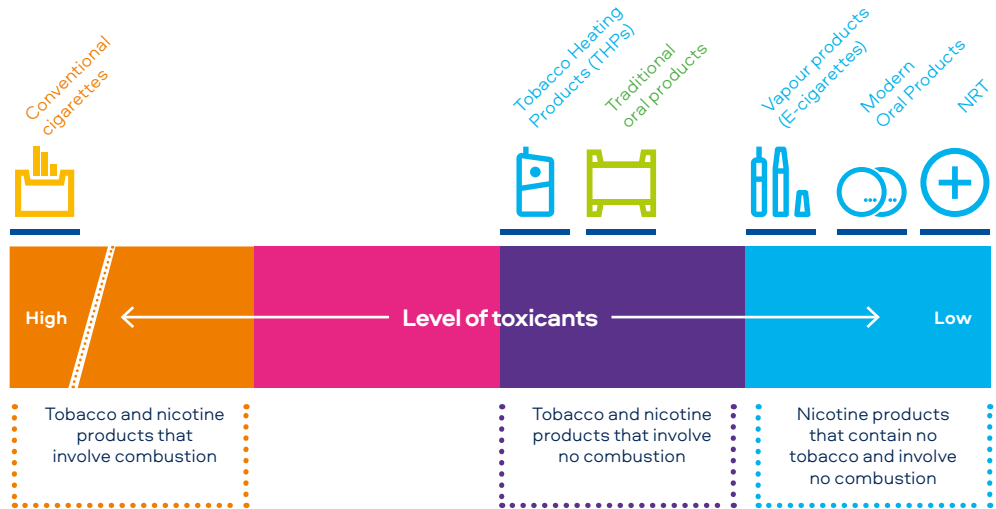 Conventional
cigarettes
Tobacco Heating
Products (THPs)
Traditional
oral products
Vapour products
(E-cigarettes)
Modern
Oral Products
NRT
High
Level of toxicants
Low
Tobacco and nicotine
products that
involve combustion
Tobacco and nicotine
products that involve
no combustion
Nicotine products
that contain no
tobacco and involve
no combustion